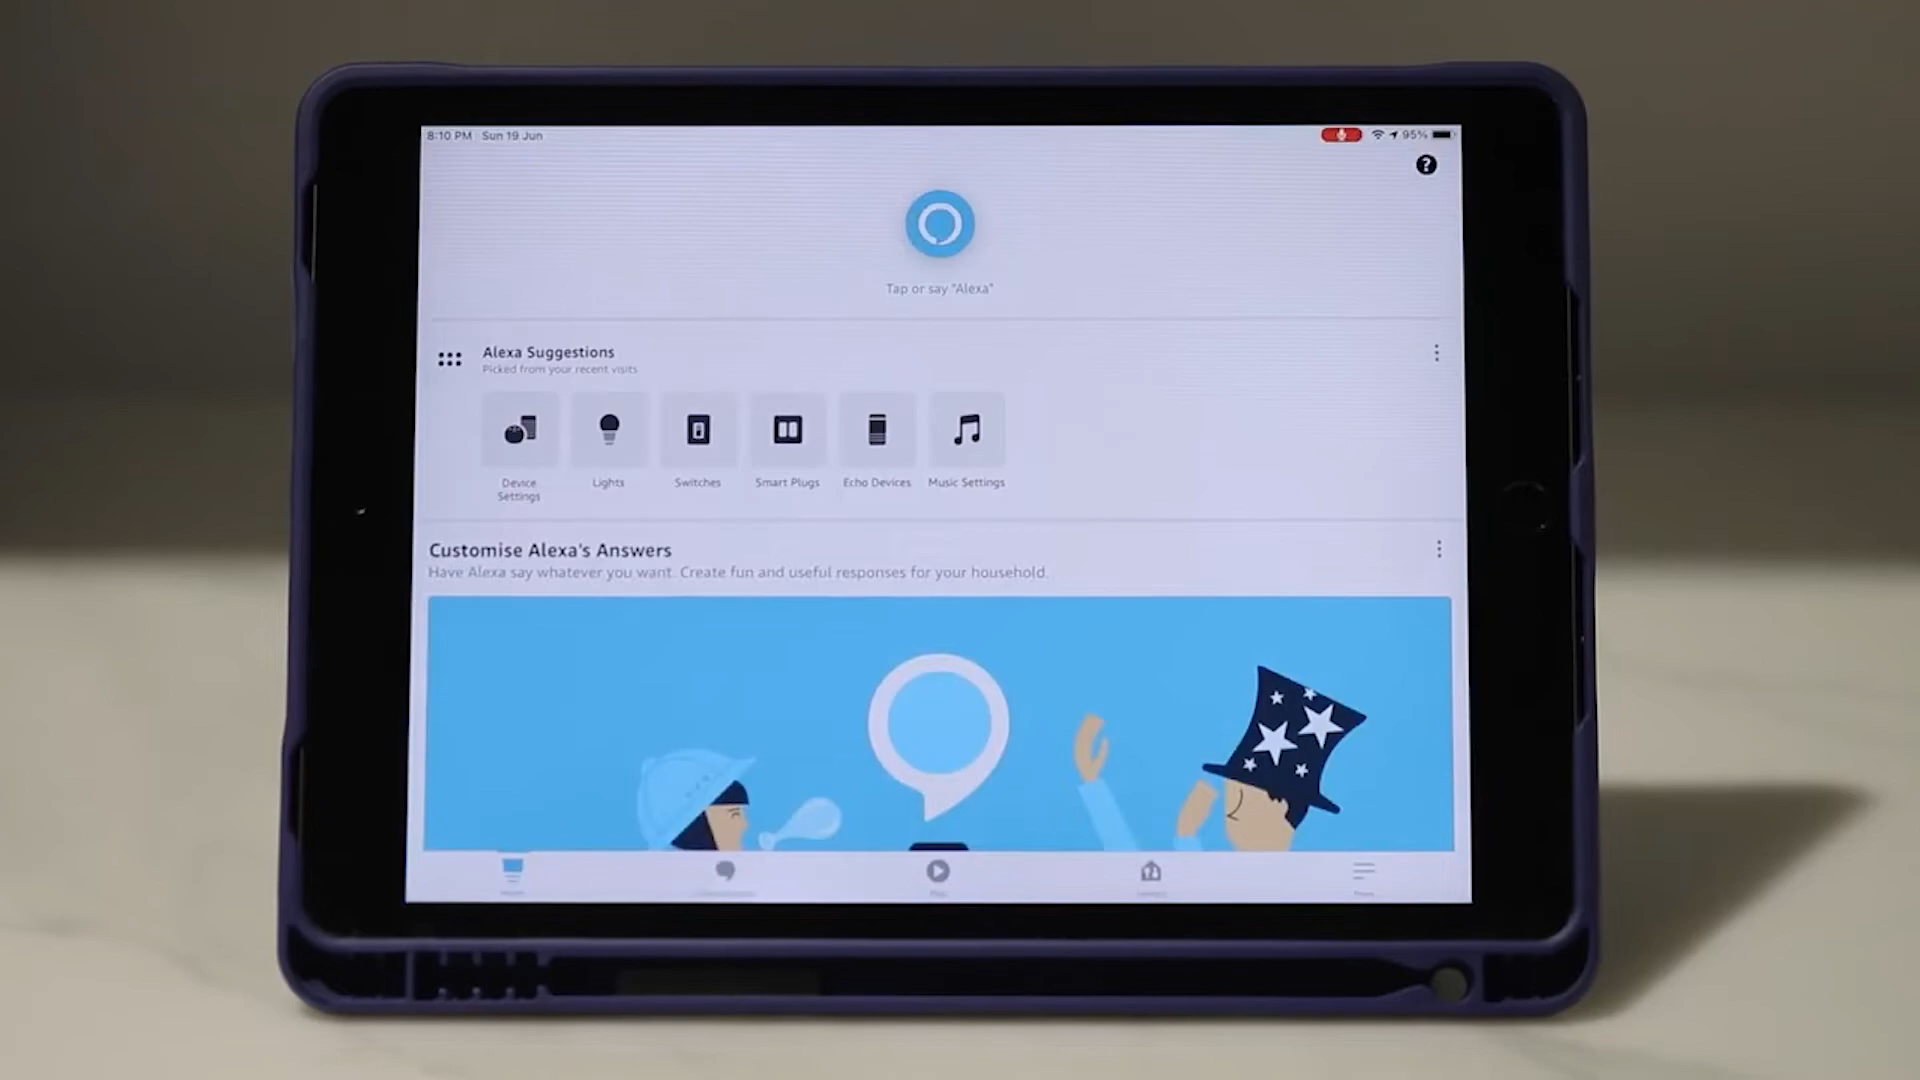 8:10 PM Sun 19 Jun
95%
?
Tap or say "Alexa"
Alexa Suggestions
Picked from your recent visits
Device Settings
Lights
Switches
Smart Plugs
Echo Devices
Music Settings
Customise Alexa's Answers
Have Alexa say whatever you want. Create fun and useful responses for your household.